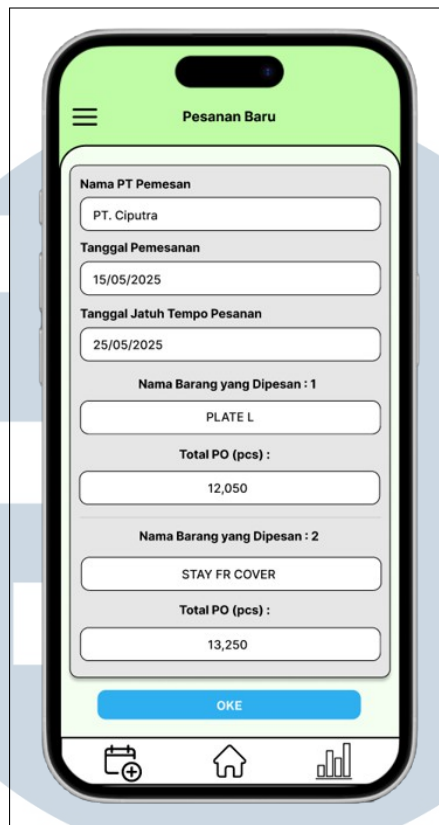 Pesanan Baru
Nama PT Pemesan
PT. Ciputra
Tanggal Pemesanan
15/05/2025
Tanggal Jatuh Tempo Pesanan
25/05/2025
Nama Barang yang Dipesan : 1
PLATE L
Total PO (pcs) :
12,050
Nama Barang yang Dipesan : 2
STAY FR COVER
Total PO (pcs) :
13,250
OKE